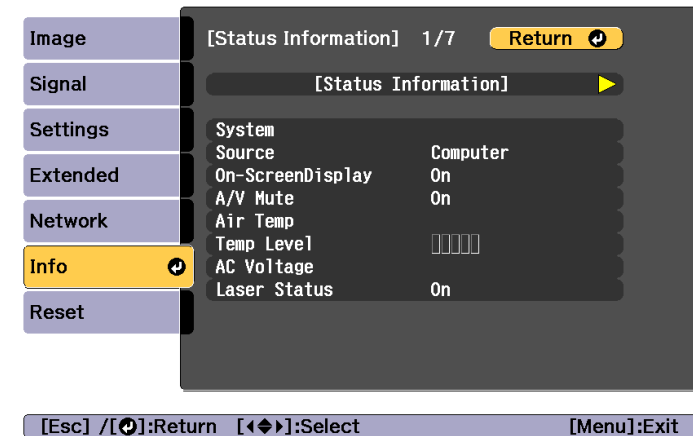 Image
Signal
Settings
Extended
Network
Info
Reset
[Status Information] 1/7 Return
[Status Information]
System
Source Computer
On-ScreenDisplay On
A/V Mute On
Air Temp
Temp Level
AC Voltage
Laser Status On
[Esc] /[ ]:Return [ ]:Select [Menu]:Exit